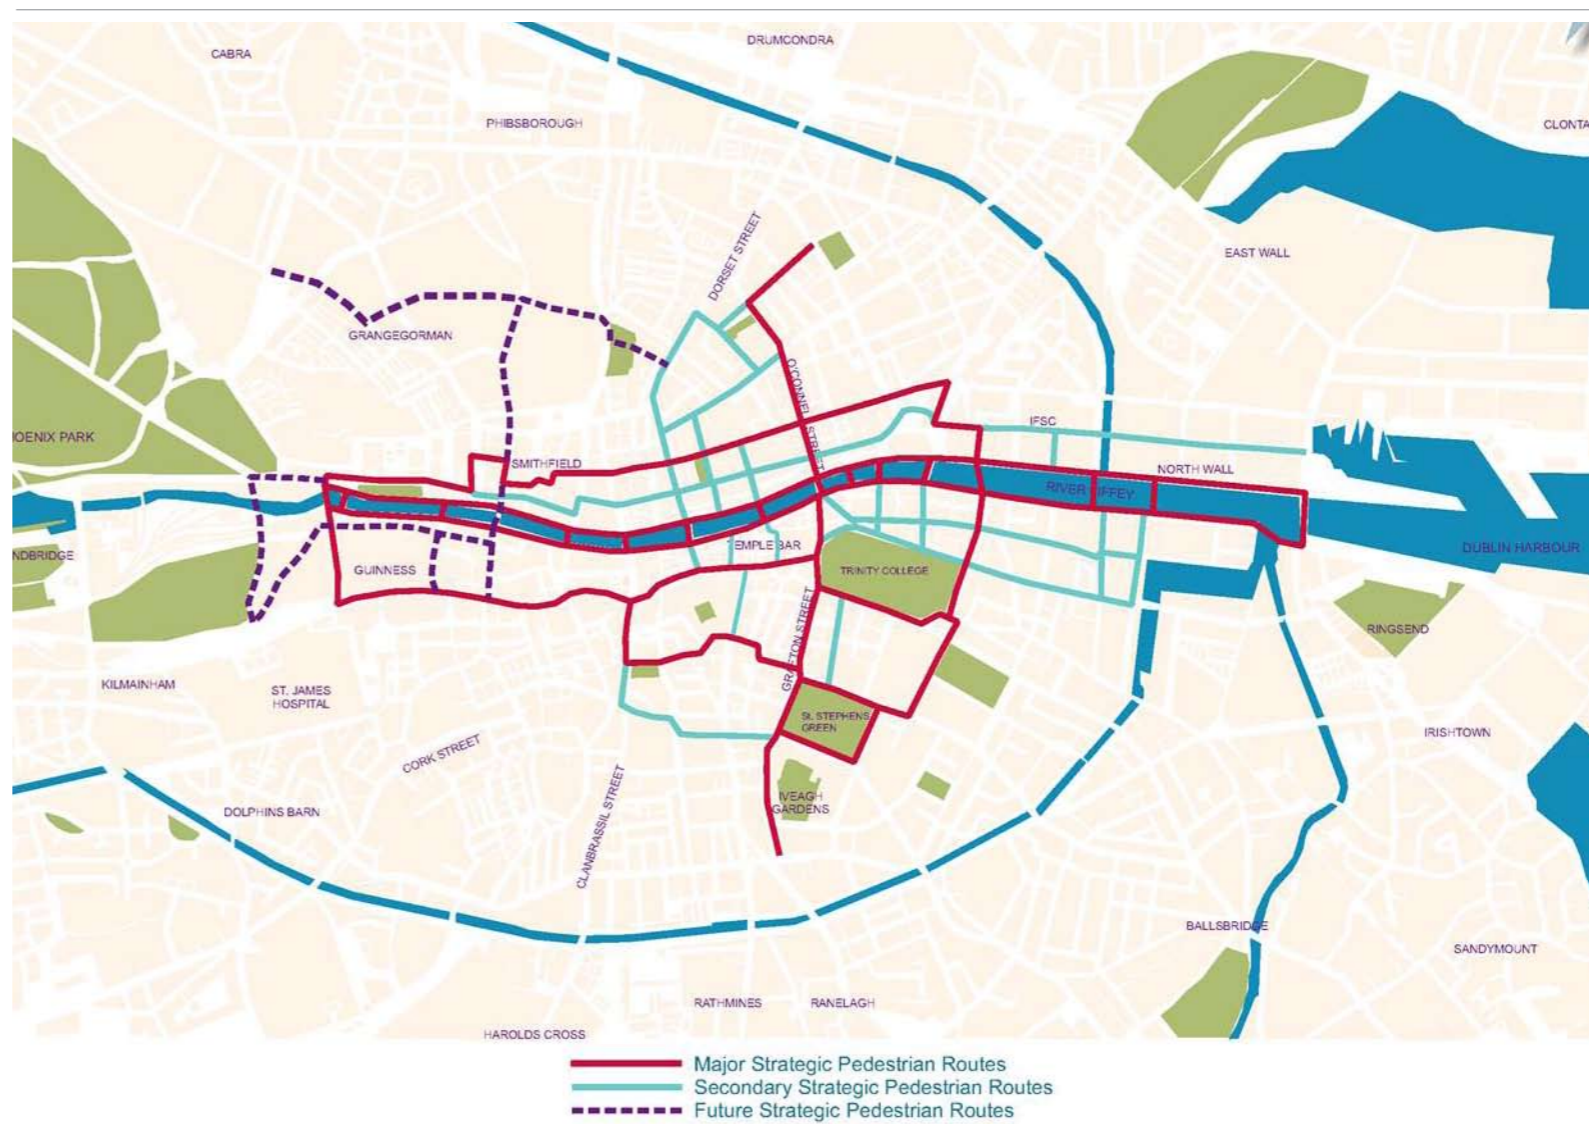 DRUMCONDRA
CABRA
PHIBSBOROUGH
CLONTA
DORSET STREET
EAST WALL
GRANGEGORMAN
O'CONNELL STREET
IFSC
OENIX PARK
SMITHFIELD
NORTH WALL
RIVER LIFFEY
TEMPLE BAR
DUBLIN HARBOUR
NDBRIDGE
GUINNESS
TRINITY COLLEGE
RINGSEND
GRAFTON STREET
KILMAINHAM
ST. JAMES
HOSPITAL
St. STEPHENS
GREEN
IRISHTOWN
CORK STREET
CLANBRASSIL STREET
IVEAGH
GARDENS
DOLPHINS BARN
BALLSBRIDGE
SANDYMOUNT
RATHMINES
RANELAGH
HAROLDS CROSS
Major Strategic Pedestrian Routes
Secondary Strategic Pedestrian Routes
Future Strategic Pedestrian Routes